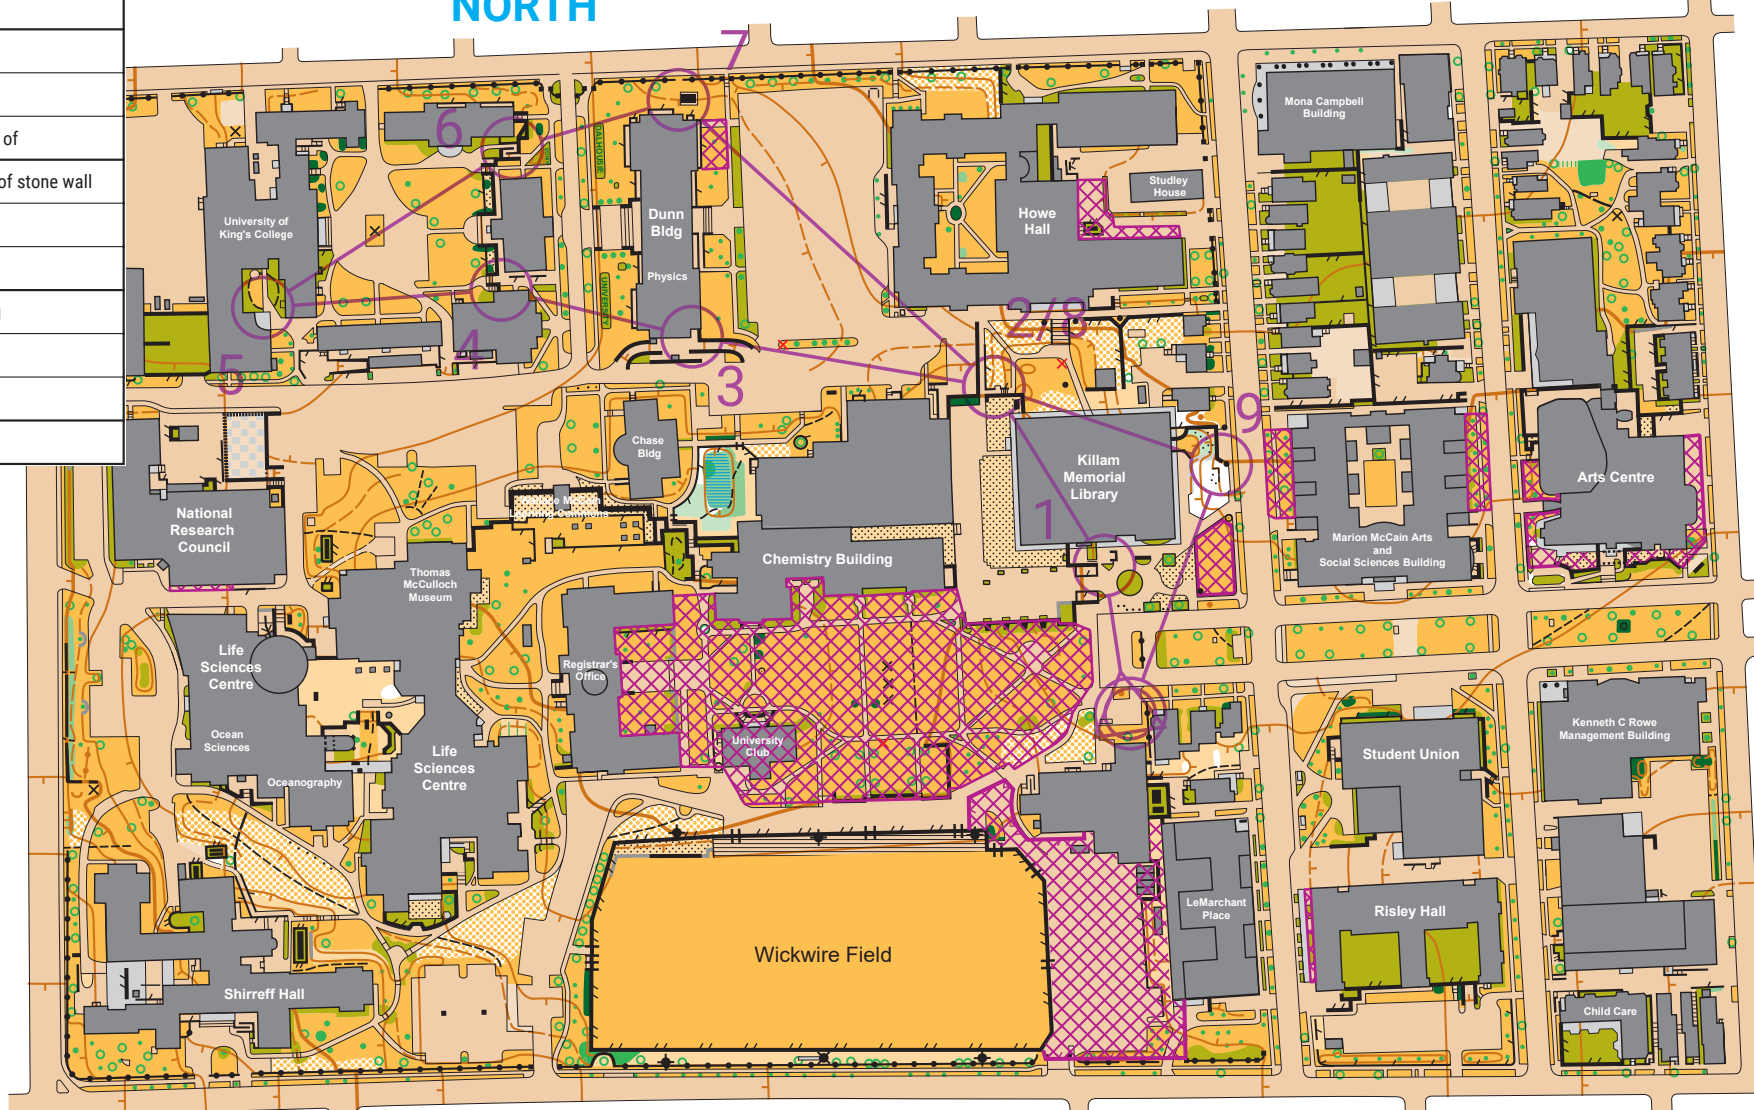 NORTH
of
of stone wall
7
6
5
4
3
2/8
1
9
DALHOUSIE
UNIVERSITY
Mona Campbell
Building
Studley
House
Howe
Hall
Dunn
Bldg
Physics
University of
King's College
Chase
Bldg
Killam
Memorial
Library
Arts Centre
Marion McCain Arts
and
Social Sciences Building
National
Research
Council
Learning Commons
Chemistry Building
Thomas
McCulloch
Museum
Life
Sciences
Centre
Registrar's
Office
Ocean
Sciences
University
Club
Life
Sciences
Centre
Oceanography
Student Union
Kenneth C Rowe
Management Building
LeMarchant
Place
Risley Hall
Wickwire Field
Shirreff Hall
Child Care